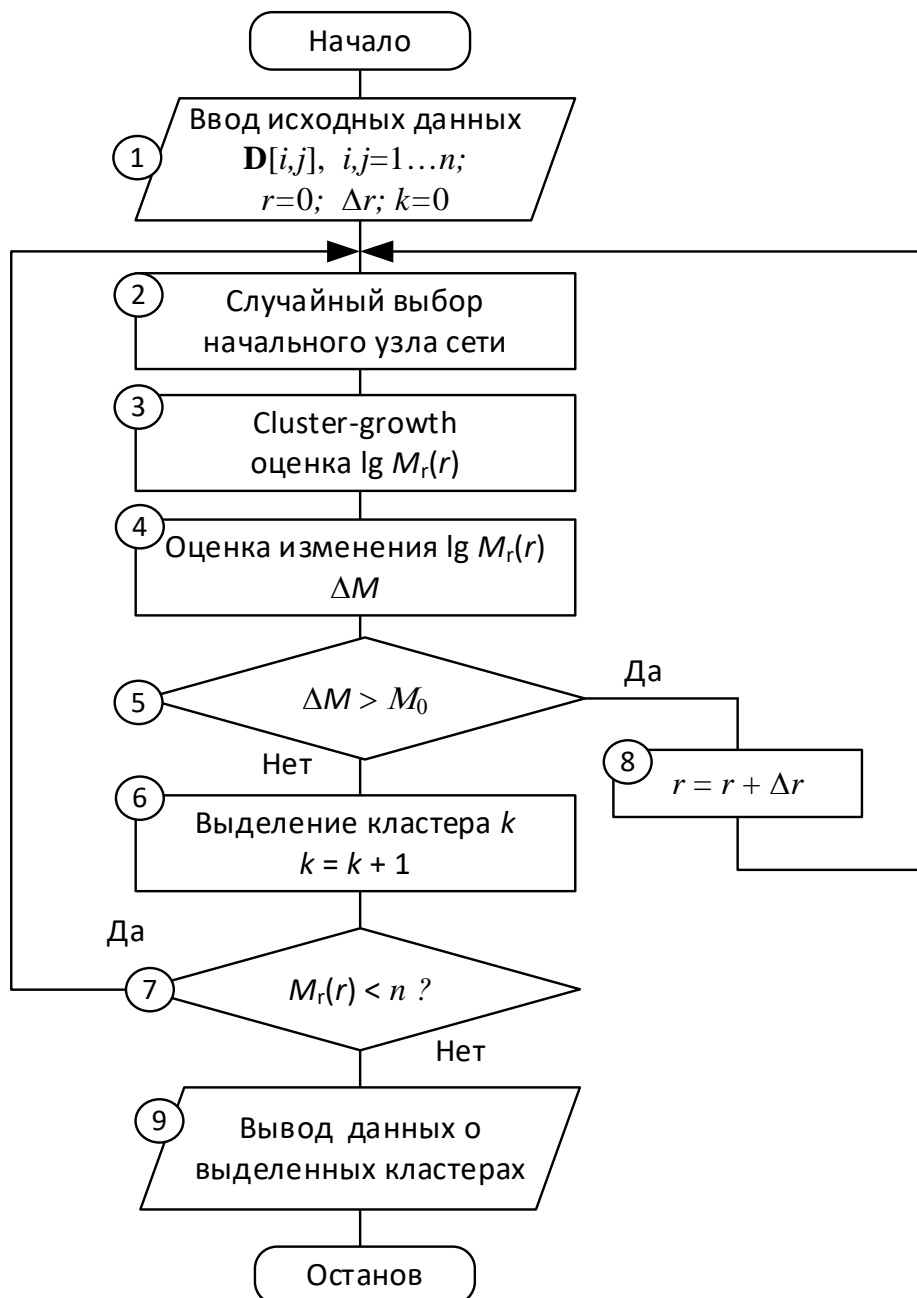 Начало
1
Ввод исходных данных
D[i,j], i,j=1…n;
r=0; Δr; k=0
2
Случайный выбор
начального узла сети
3
Cluster-growth
оценка lg Mr(r)
4
Оценка изменения lg Mr(r)
ΔM
5
ΔM > M0
Да
Нет
8
r = r + Δr
6
Выделение кластера k
k = k + 1
Да
7
Mr(r) < n ?
Нет
9
Вывод данных о
выделенных кластерах
Останов